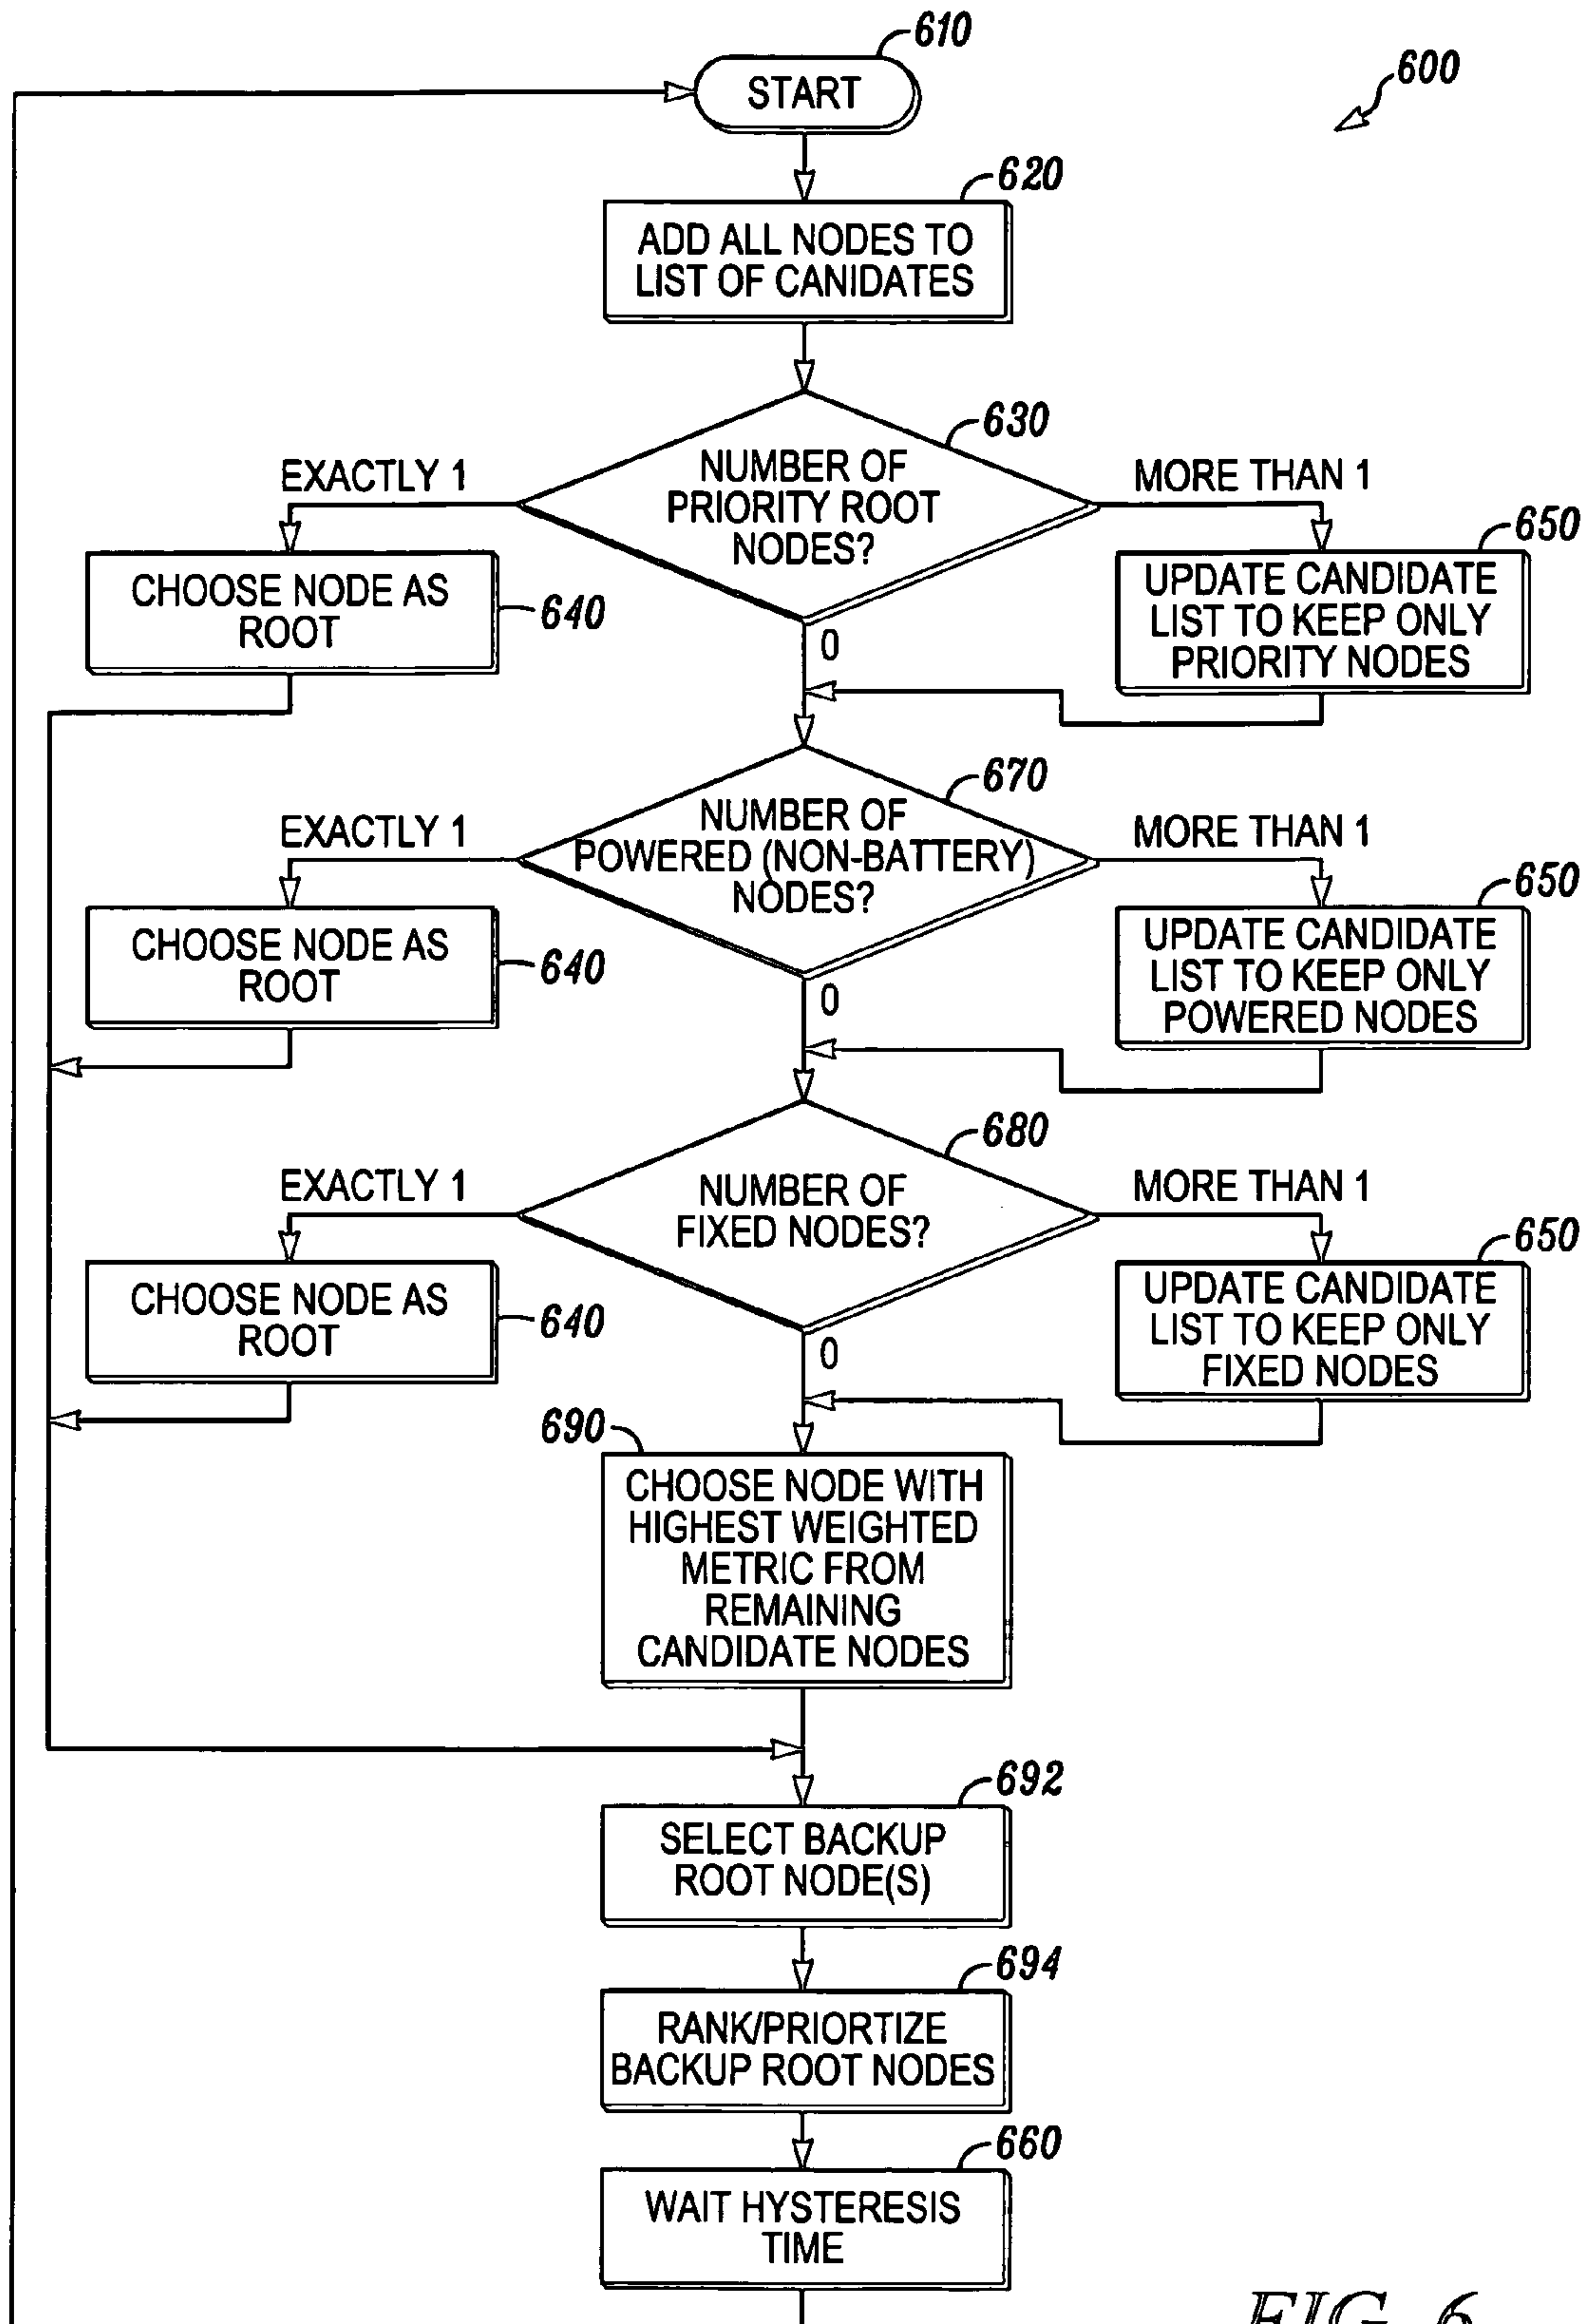 610
START
600
620
ADD ALL NODES TO
LIST OF CANIDATES
630
EXACTLY 1
NUMBER OF
PRIORITY ROOT
NODES?
MORE THAN 1
650
CHOOSE NODE AS
ROOT
640
UPDATE CANDIDATE
LIST TO KEEP ONLY
PRIORITY NODES
0
670
EXACTLY 1
NUMBER OF
POWERED (NON-BATTERY)
NODES?
MORE THAN 1
650
CHOOSE NODE AS
ROOT
640
UPDATE CANDIDATE
LIST TO KEEP ONLY
POWERED NODES
0
680
EXACTLY 1
NUMBER OF
FIXED NODES?
MORE THAN 1
650
CHOOSE NODE AS
ROOT
640
UPDATE CANDIDATE
LIST TO KEEP ONLY
FIXED NODES
0
690
CHOOSE NODE WITH
HIGHEST WEIGHTED
METRIC FROM
REMAINING
CANDIDATE NODES
692
SELECT BACKUP
ROOT NODE(S)
694
RANK/PRIORTIZE
BACKUP ROOT NODES
660
WAIT HYSTERESIS
TIME
FIG. 6